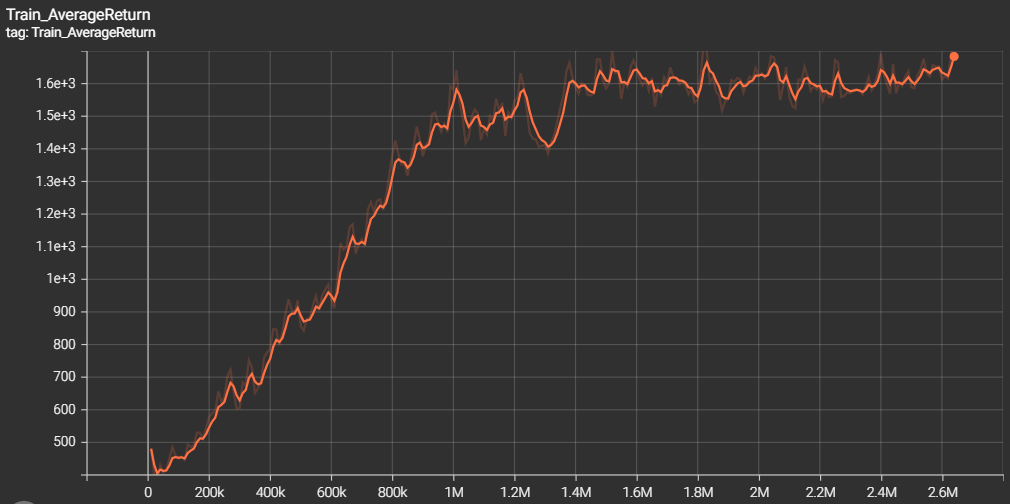 Train_AverageReturn
tag: Train_AverageReturn
1.6e+3
1.5e+3
1.4e+3
1.3e+3
1.2e+3
1.1e+3
1e+3
900
800
700
600
500
0 200k 400k 600k 800k 1M 1.2M 1.4M 1.6M 1.8M 2M 2.2M 2.4M 2.6M